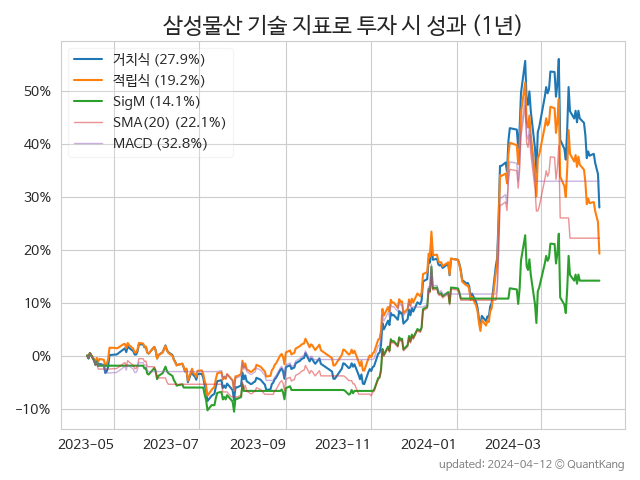 삼성물산 기술 지표로 투자 시 성과 (1년)
거치식 (27.9%)
적립식 (19.2%)
SigM (14.1%)
SMA(20) (22.1%)
MACD (32.8%)
50%
40%
30%
20%
10%
0%
−10%
2023-05 2023-07 2023-09 2023-11 2024-01 2024-03
updated: 2024-04-12 © QuantKang